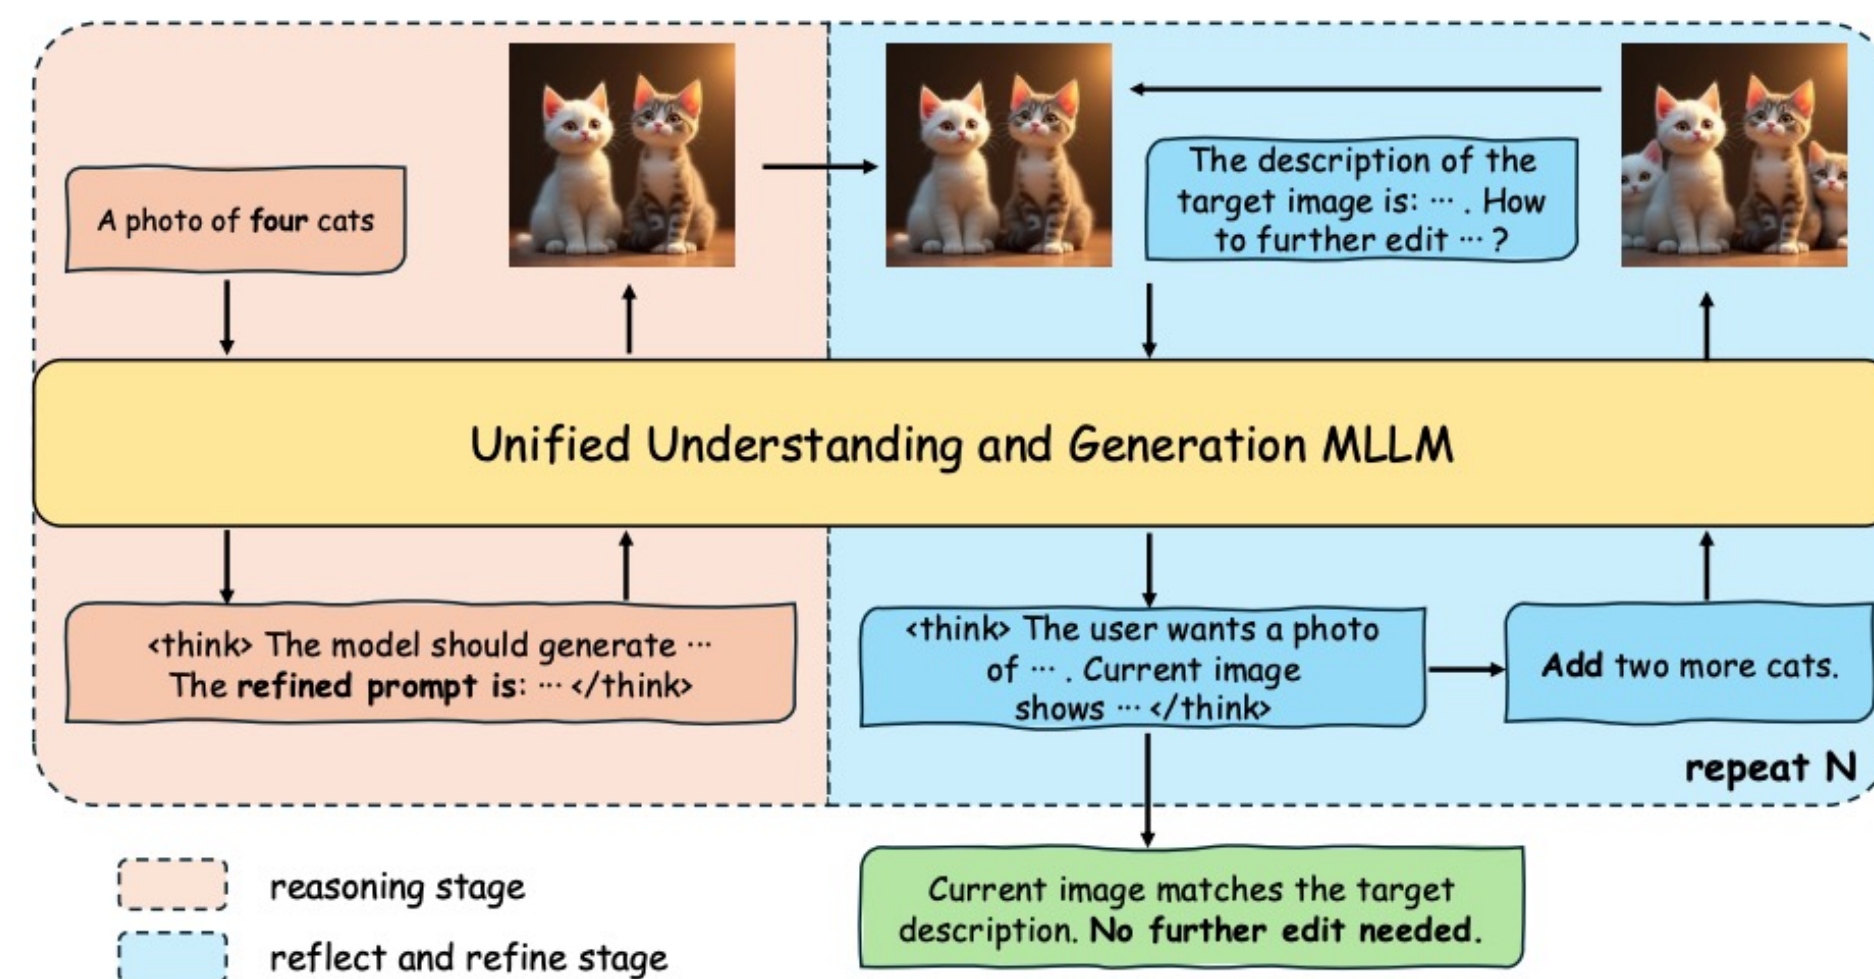 A photo of four cats
The description of the
target image is: ··· . How
to further edit ··· ?
Unified Understanding and Generation MLLM
<think> The model should generate ···
The refined prompt is: ··· </think>
<think> The user wants a photo
of ··· . Current image
shows ··· </think>
Add two more cats.
repeat N
Current image matches the target
description. No further edit needed.
reasoning stage
reflect and refine stage